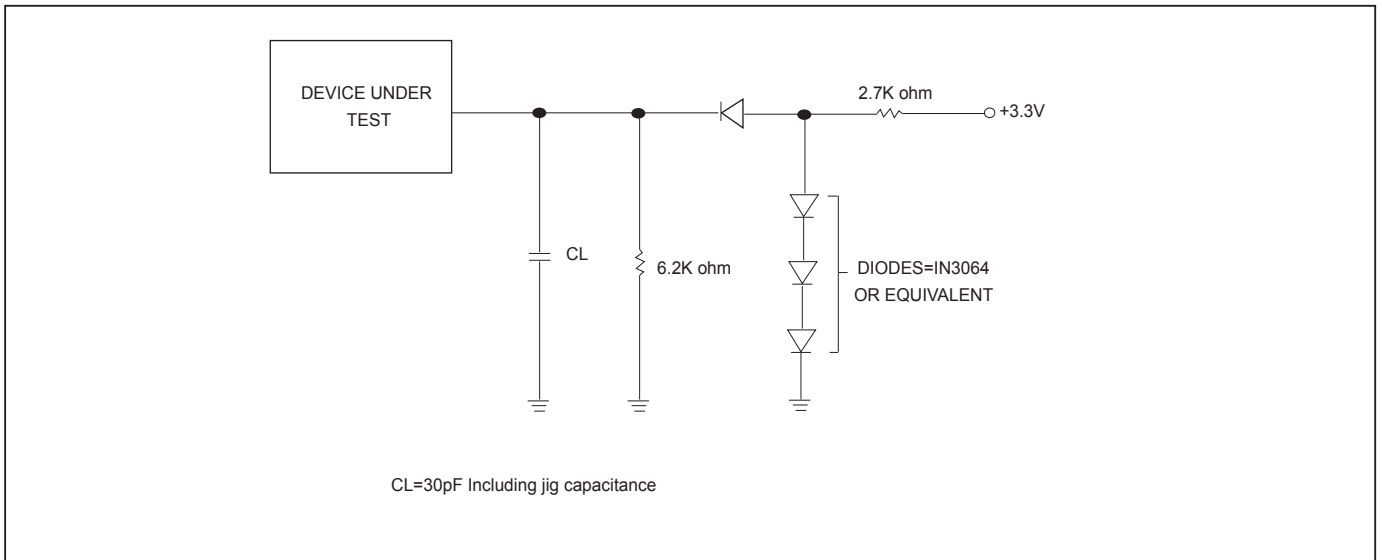 DEVICE UNDER
TEST
2.7K ohm
+3.3V
CL
6.2K ohm
DIODES=IN3064
OR EQUIVALENT
CL=30pF Including jig capacitance